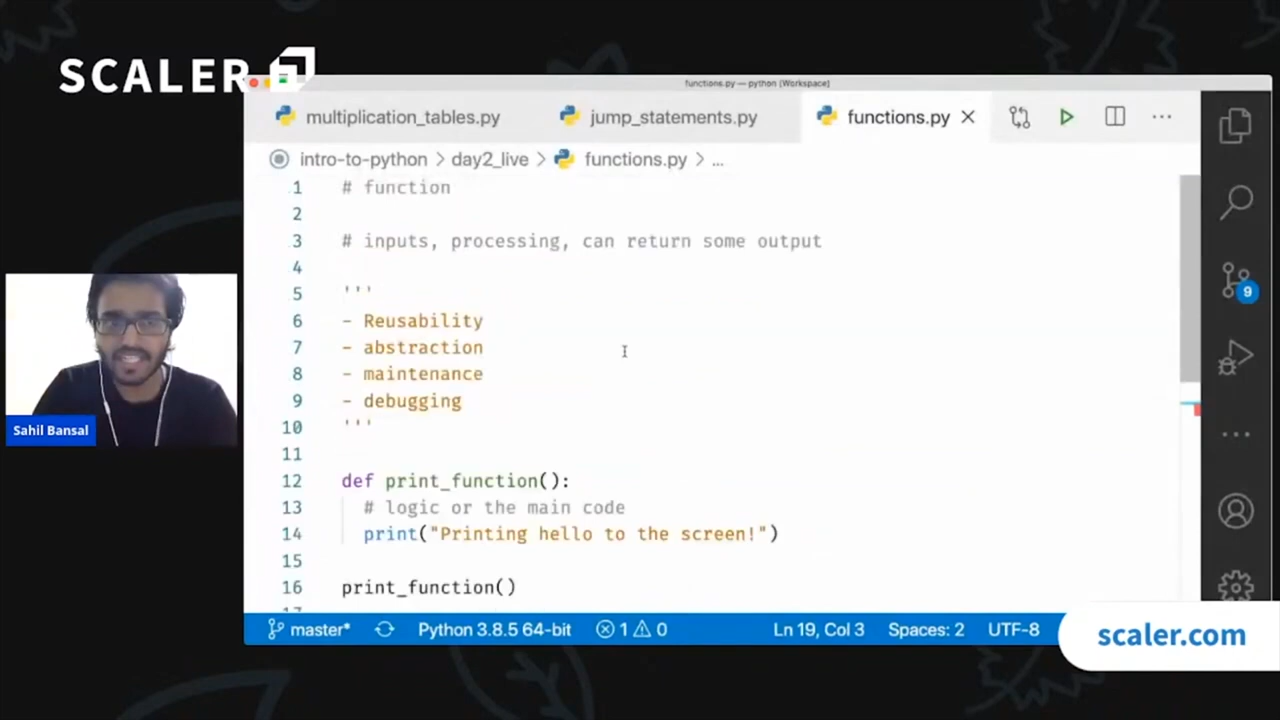 SCALER
functions.py — python (Workspace)
multiplication_tables.py jump_statements.py functions.py
intro-to-python > day2_live > functions.py > ...
1 # function
2
3 # inputs, processing, can return some output
4
5 '''
6 - Reusability
7 - abstraction
8 - maintenance
9 - debugging
10 '''
11
12 def print_function():
13 # logic or the main code
14 print("Printing hello to the screen!")
15
16 print_function()
17
9
Sahil Bansal
master* Python 3.8.5 64-bit 1 0 Ln 19, Col 3 Spaces: 2 UTF-8
scaler.com